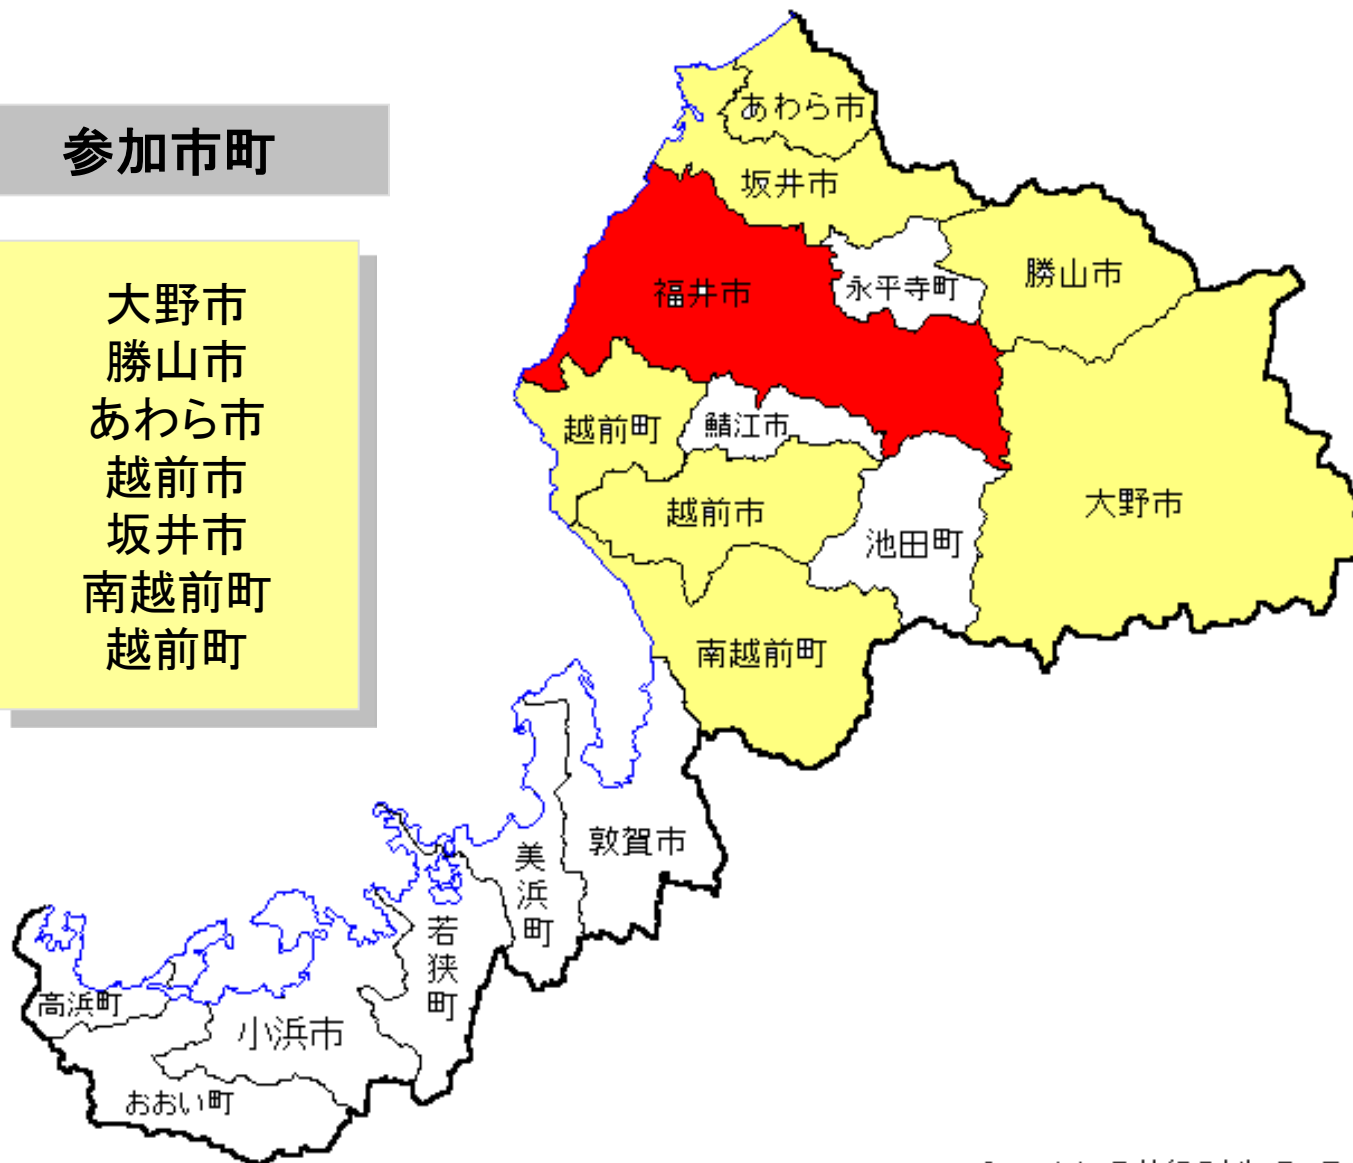 参加市町
大野市
勝山市
あわら市
越前市
坂井市
南越前町
越前町
あわら市
坂井市
福井市
永平寺町
勝山市
越前町
鯖江市
越前市
池田町
大野市
南越前町
敦賀市
美浜町
若狭町
高浜町
小浜市
おおい町